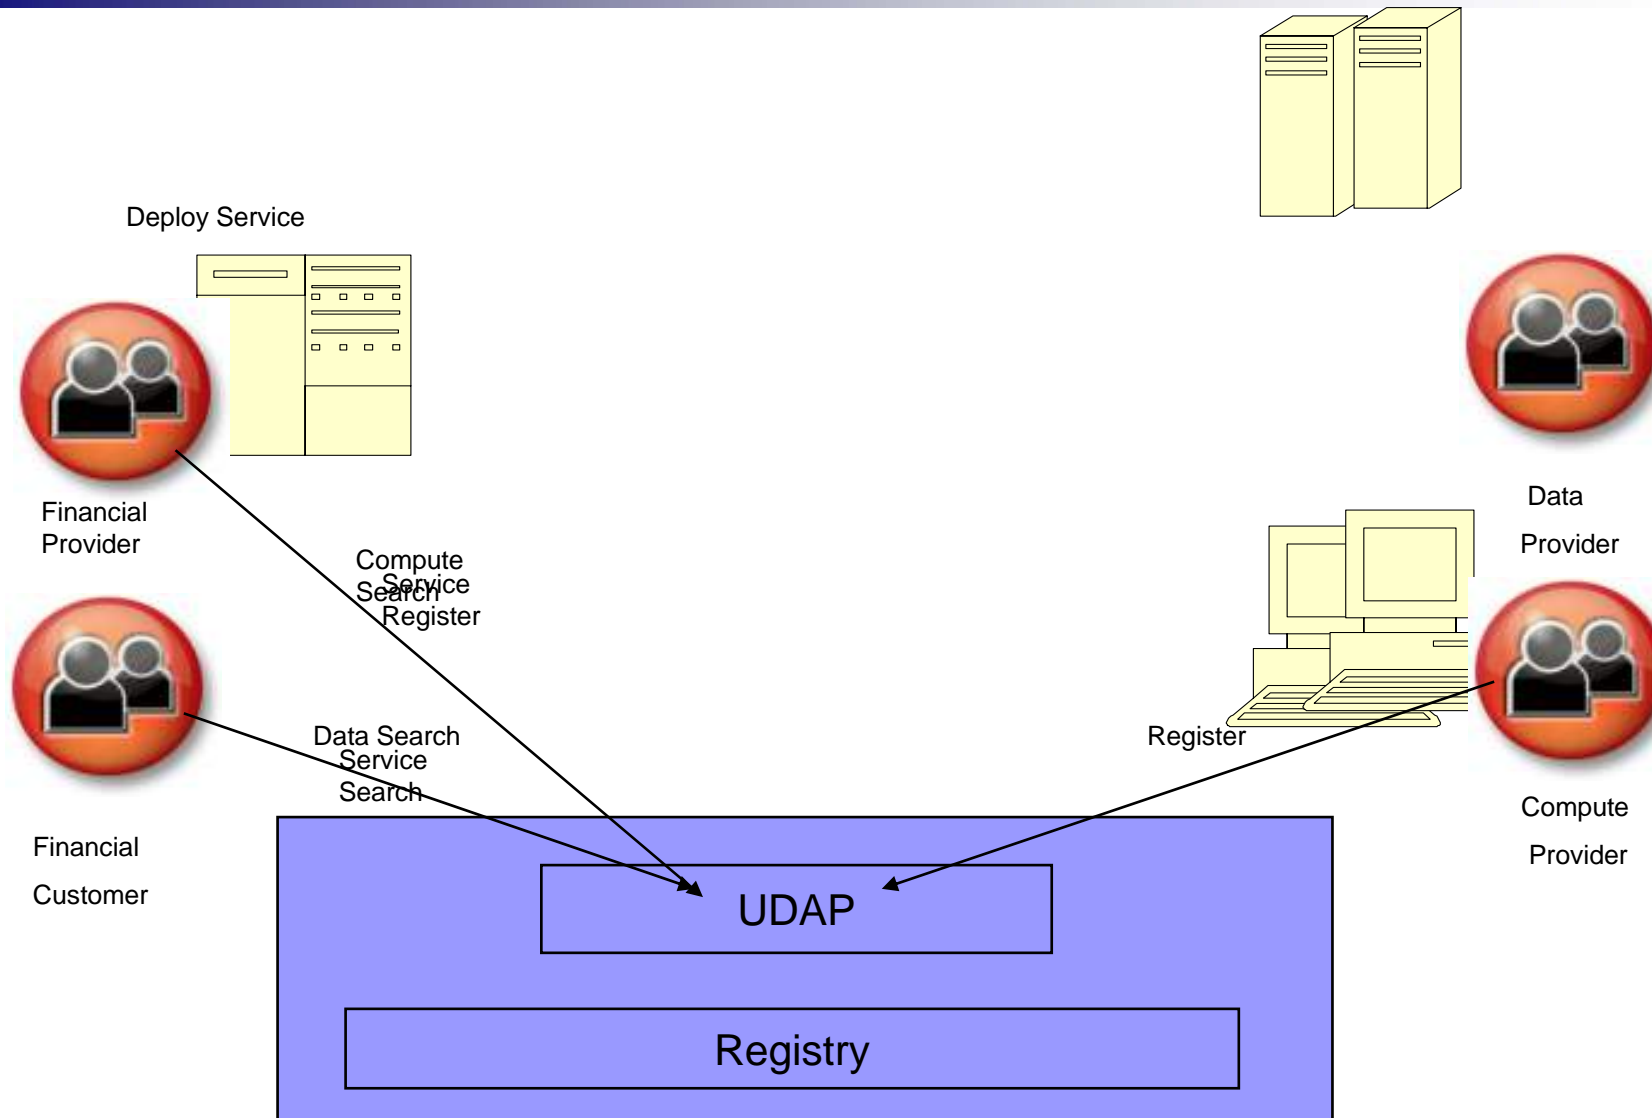 Deploy Service
Financial
Provider
Data
Provider
Compute
Search
Service
Register
Data Search
Service
Search
Register
Financial
Customer
Compute
Provider
UDAP
Registry